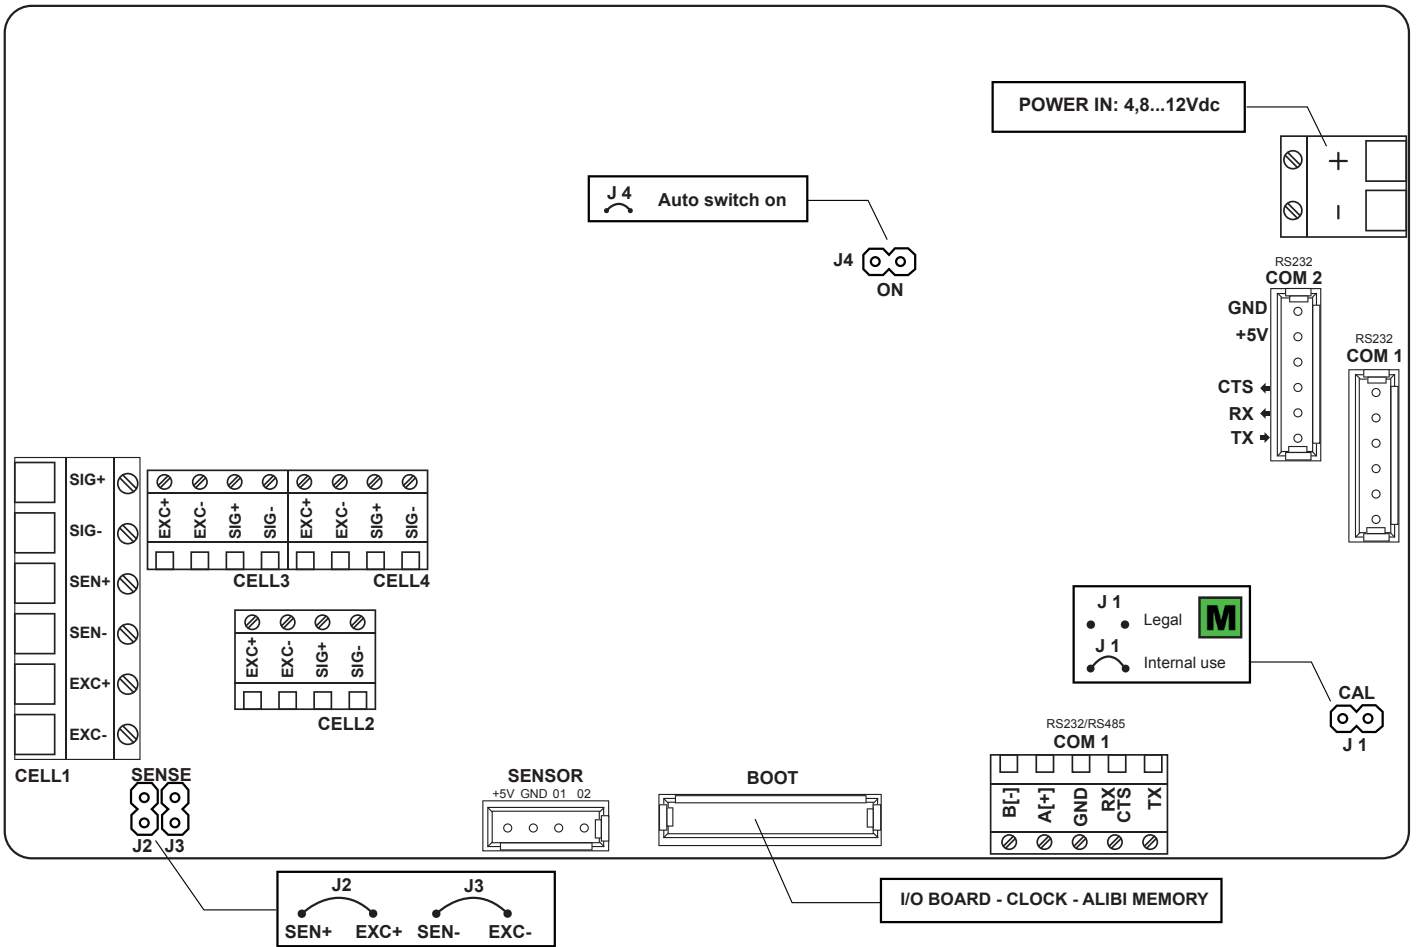 POWER IN: 4,8...12Vdc
+
−
J 4 Auto switch on
J4
ON
RS232
COM 2
GND
+5V
CTS
RX
TX
RS232
COM 1
SIG+
SIG-
SEN+
SEN-
EXC+
EXC-
CELL1
EXC+ EXC- SIG+ SIG- EXC+ EXC- SIG+ SIG-
CELL3 CELL4
EXC+ EXC- SIG+ SIG-
CELL2
J 1 Legal M
J 1 Internal use
CAL
J 1
SENSE
J2 J3
SENSOR
+5V GND 01 02
BOOT
RS232/RS485
COM 1
B[-] A[+] GND RX CTS TX
J2 J3
SEN+ EXC+ SEN- EXC-
I/O BOARD - CLOCK - ALIBI MEMORY